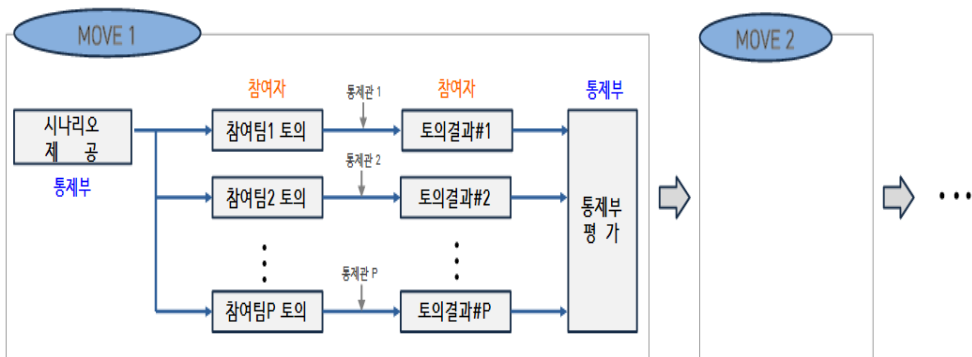 MOVE 1
MOVE 2
참여자
참여자
통제부
통제관 1
시나리오
제 공
통제부
참여팀1 토의
토의결과#1
통제관 2
참여팀2 토의
토의결과#2
통제부
평 가
통제관 P
참여팀P 토의
토의결과#P